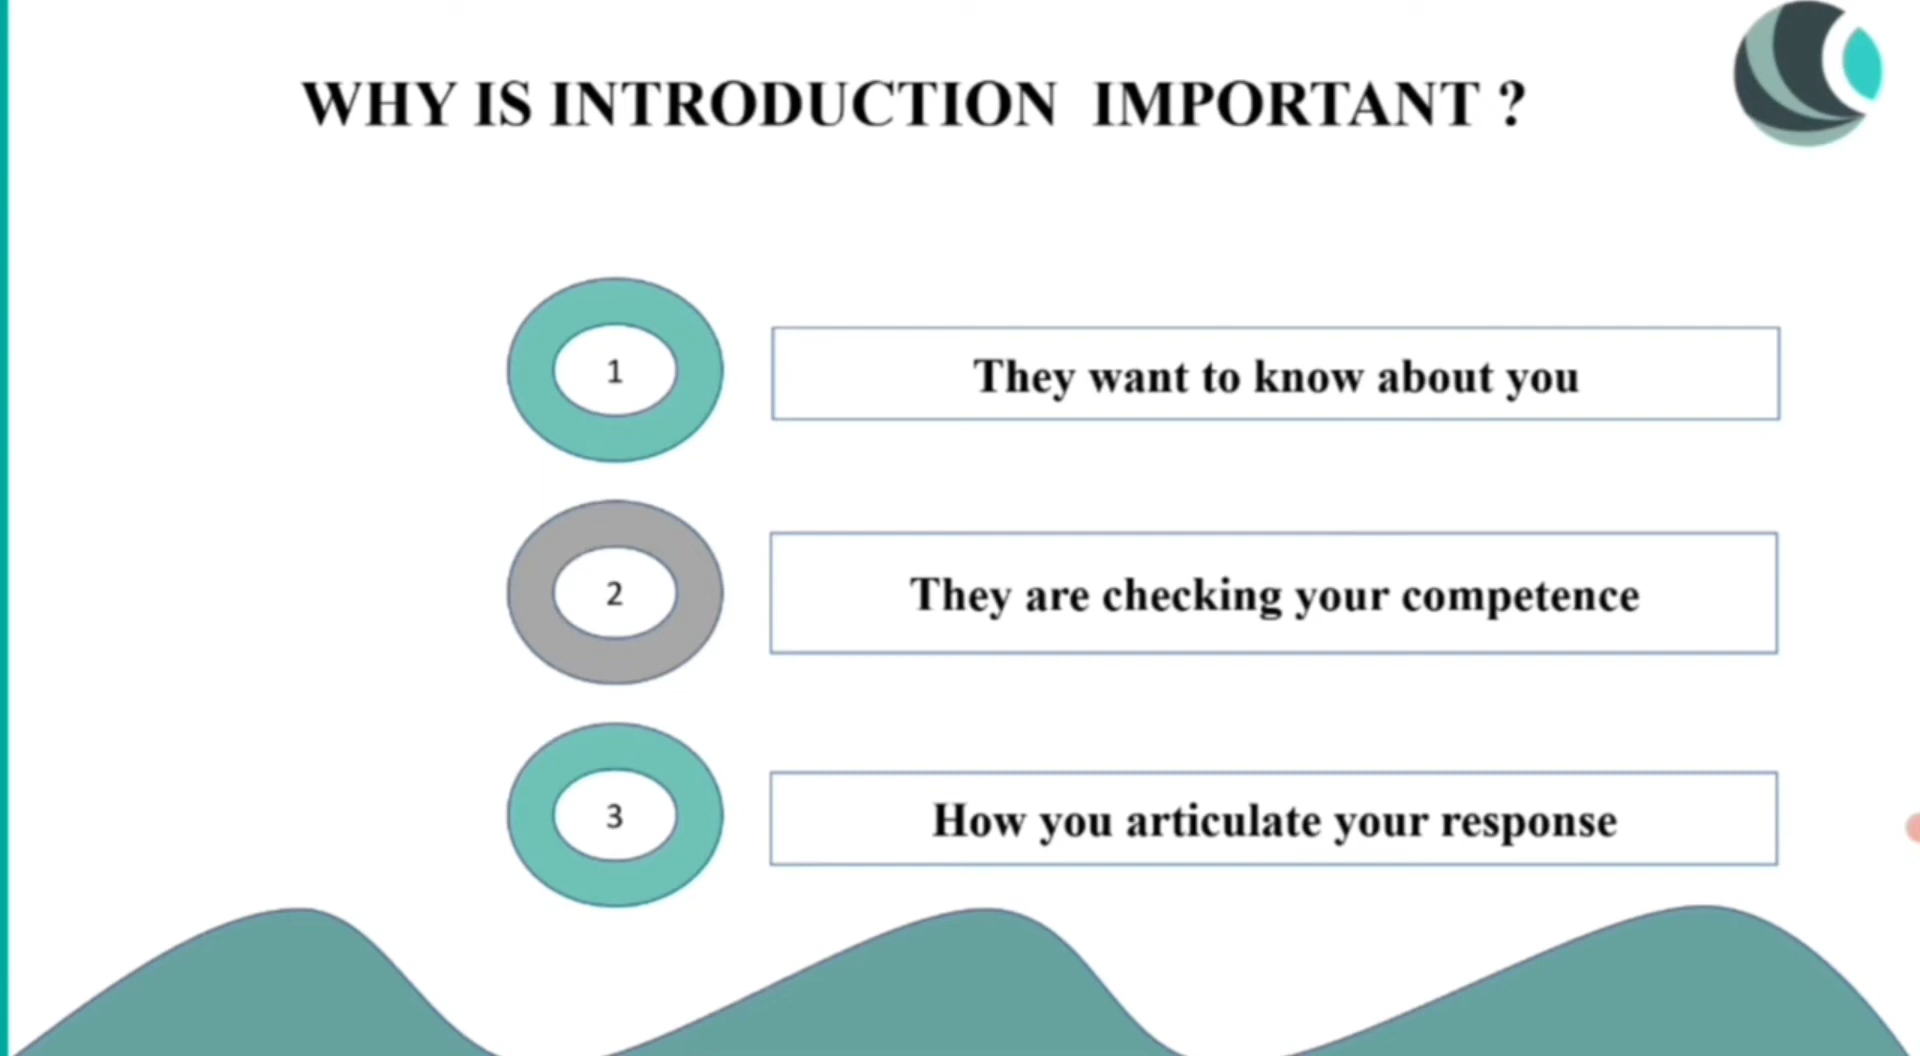 WHY IS INTRODUCTION IMPORTANT ?
1
They want to know about you
2
They are checking your competence
3
How you articulate your response